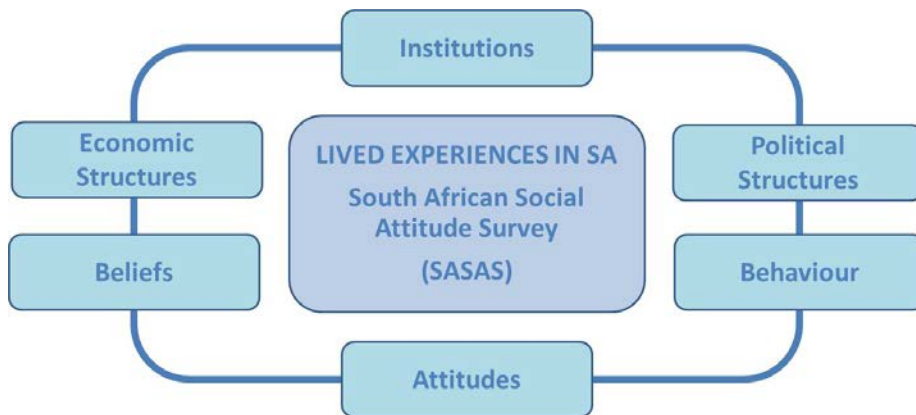 Institutions
Economic
Structures
LIVED EXPERIENCES IN SA
South African Social
Attitude Survey
(SASAS)
Political
Structures
Beliefs
Behaviour
Attitudes